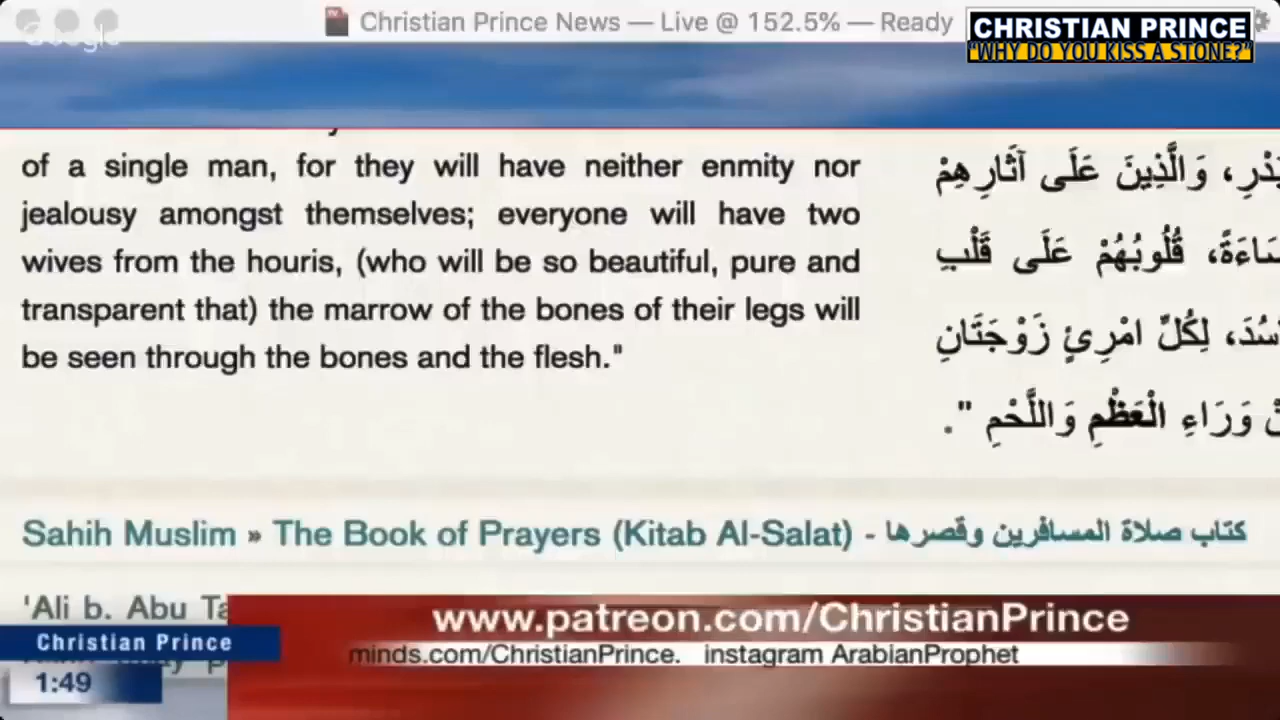 Christian Prince News — Live @ 152.5% — Ready
CHRISTIAN PRINCE
"WHY DO YOU KISS A STONE?"
Google
of a single man, for they will have neither enmity nor
jealousy amongst themselves; everyone will have two
wives from the houris, (who will be so beautiful, pure and
transparent that) the marrow of the bones of their legs will
be seen through the bones and the flesh."
وَالَّذِينَ عَلَى آثَارِهِمْ
قُلُوبُهُمْ عَلَى قَلْبِ
لِكُلِّ امْرِئٍ زَوْجَتَانِ
وَرَاءِ الْعَظْمِ وَاللَّحْمِ ‏"‏‏.‏
Sahih Muslim » The Book of Prayers (Kitab Al-Salat) - كتاب صلاة المسافرين وقصرها
'Ali b. Abu
www.patreon.com/ChristianPrince
Christian Prince
minds.com/ChristianPrince. instagram ArabianProphet
1:49